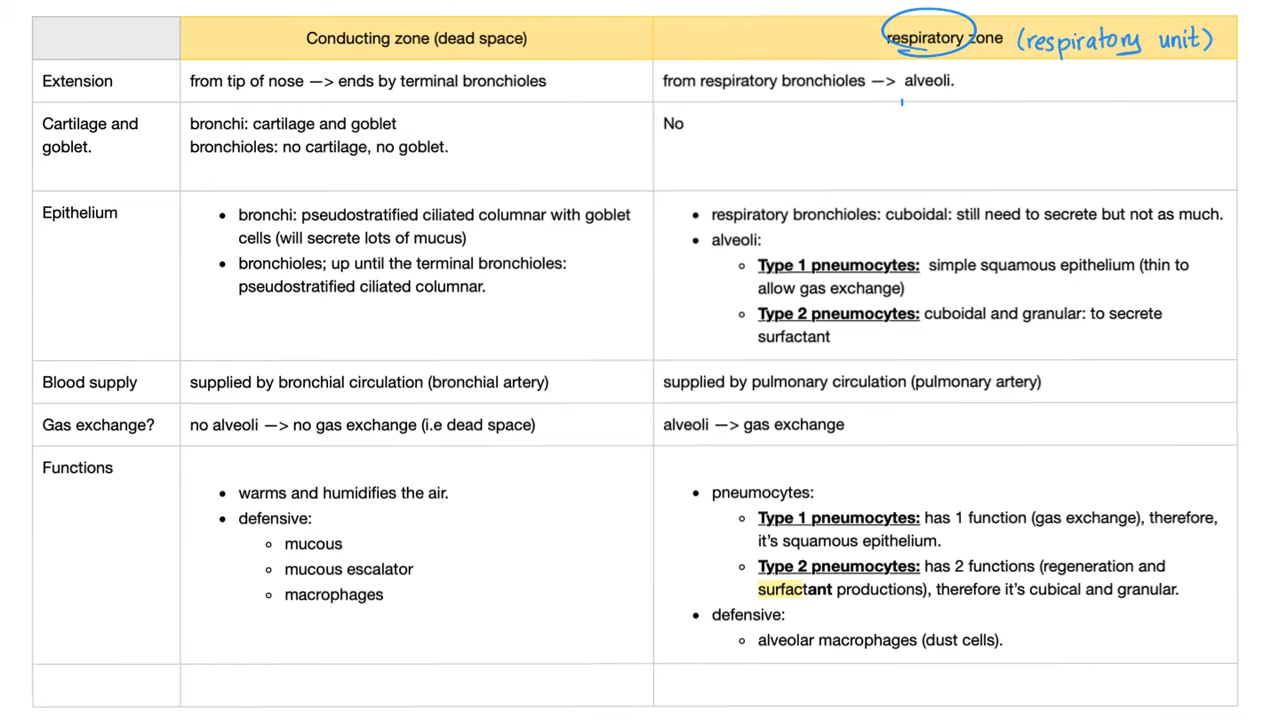 Conducting zone (dead space)
respiratory zone (respiratory unit)
Extension
from tip of nose —> ends by terminal bronchioles
from respiratory bronchioles —> alveoli.
Cartilage and
goblet.
bronchi: cartilage and goblet
bronchioles: no cartilage, no goblet.
No
Epithelium
• bronchi: pseudostratified ciliated columnar with goblet
cells (will secrete lots of mucus)
• bronchioles; up until the terminal bronchioles:
pseudostratified ciliated columnar.
• respiratory bronchioles: cuboidal: still need to secrete but not as much.
• alveoli:
◦ Type 1 pneumocytes: simple squamous epithelium (thin to
allow gas exchange)
◦ Type 2 pneumocytes: cuboidal and granular: to secrete
surfactant
Blood supply
supplied by bronchial circulation (bronchial artery)
supplied by pulmonary circulation (pulmonary artery)
Gas exchange?
no alveoli —> no gas exchange (i.e dead space)
alveoli —> gas exchange
Functions
• warms and humidifies the air.
• defensive:
◦ mucous
◦ mucous escalator
◦ macrophages
• pneumocytes:
◦ Type 1 pneumocytes: has 1 function (gas exchange), therefore,
it's squamous epithelium.
◦ Type 2 pneumocytes: has 2 functions (regeneration and
surfactant productions), therefore it's cubical and granular.
• defensive:
◦ alveolar macrophages (dust cells).